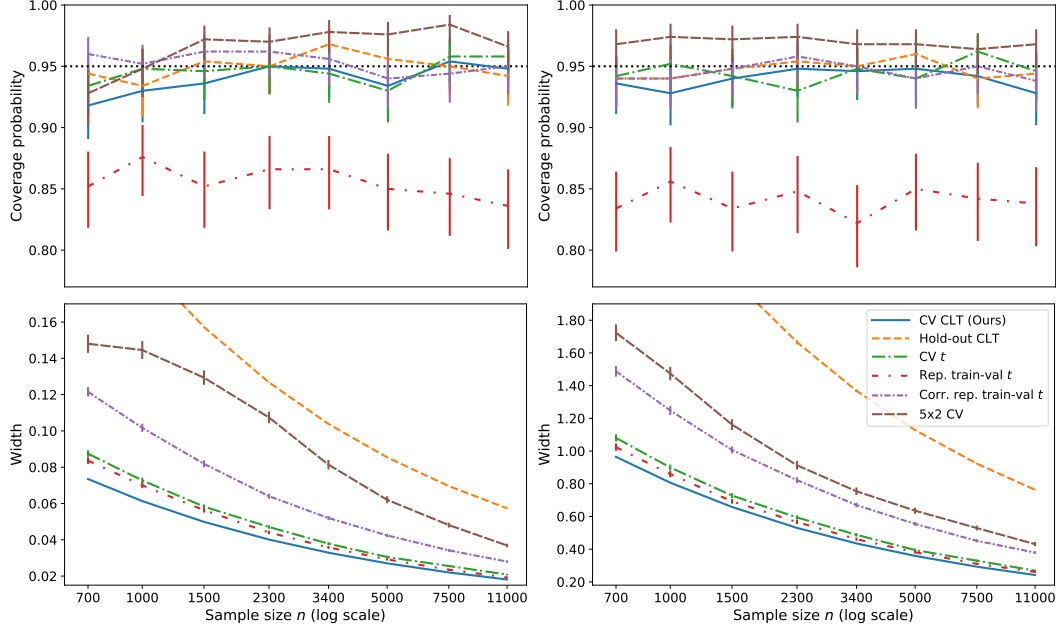 1.00
0.95
0.90
0.85
0.80
Coverage probability
1.00
0.95
0.90
0.85
0.80
Coverage probability
0.16
0.14
0.12
0.10
0.08
0.06
0.04
0.02
Width
700 1000 1500 2300 3400 5000 7500 11000
Sample size n (log scale)
1.80
1.60
1.40
1.20
1.00
0.80
0.60
0.40
0.20
Width
CV CLT (Ours)
Hold-out CLT
CV t
Rep. train-val t
Corr. rep. train-val t
5x2 CV
700 1000 1500 2300 3400 5000 7500 11000
Sample size n (log scale)